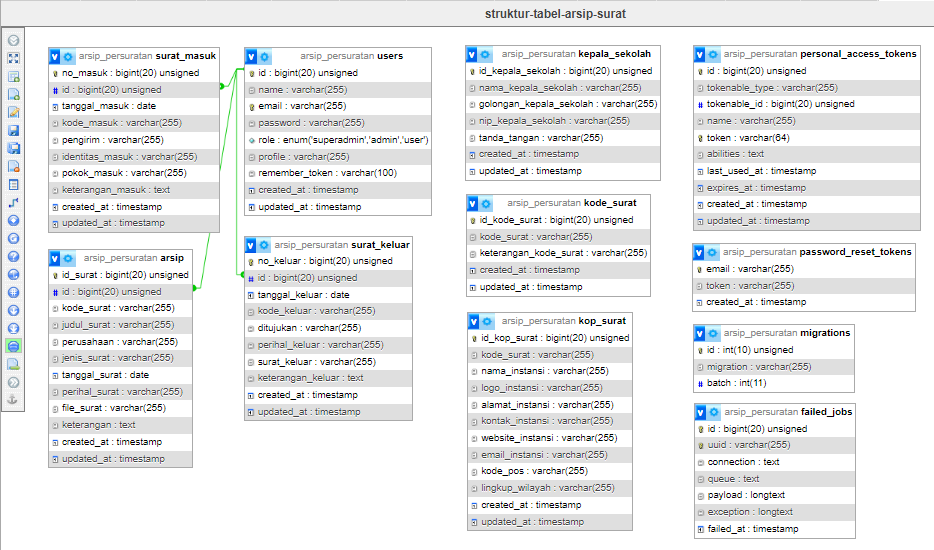 struktur-tabel-arsip-surat
arsip_persuratan surat_masuk
no_masuk : bigint(20) unsigned
id : bigint(20) unsigned
tanggal_masuk : date
kode_masuk : varchar(255)
pengirim : varchar(255)
identitas_masuk : varchar(255)
pokok_masuk : varchar(255)
keterangan_masuk : text
created_at : timestamp
updated_at : timestamp
arsip_persuratan arsip
id_surat : bigint(20) unsigned
id : bigint(20) unsigned
kode_surat : varchar(255)
judul_surat : varchar(255)
perusahaan : varchar(255)
jenis_surat : varchar(255)
tanggal_surat : date
perihal_surat : varchar(255)
file_surat : varchar(255)
keterangan : text
created_at : timestamp
updated_at : timestamp
arsip_persuratan users
id : bigint(20) unsigned
name : varchar(255)
email : varchar(255)
password : varchar(255)
role : enum('superadmin','admin','user')
profile : varchar(255)
remember_token : varchar(100)
created_at : timestamp
updated_at : timestamp
arsip_persuratan surat_keluar
no_keluar : bigint(20) unsigned
id : bigint(20) unsigned
tanggal_keluar : date
kode_keluar : varchar(255)
ditujukan : varchar(255)
perihal_keluar : varchar(255)
surat_keluar : varchar(255)
keterangan_keluar : text
created_at : timestamp
updated_at : timestamp
arsip_persuratan kepala_sekolah
id_kepala_sekolah : bigint(20) unsigned
nama_kepala_sekolah : varchar(255)
golongan_kepala_sekolah : varchar(255)
nip_kepala_sekolah : varchar(255)
tanda_tangan : varchar(255)
created_at : timestamp
updated_at : timestamp
arsip_persuratan kode_surat
id_kode_surat : bigint(20) unsigned
kode_surat : varchar(255)
keterangan_kode_surat : varchar(255)
created_at : timestamp
updated_at : timestamp
arsip_persuratan kop_surat
id_kop_surat : bigint(20) unsigned
kode_surat : varchar(255)
nama_instansi : varchar(255)
logo_instansi : varchar(255)
alamat_instansi : varchar(255)
kontak_instansi : varchar(255)
website_instansi : varchar(255)
email_instansi : varchar(255)
kode_pos : varchar(255)
lingkup_wilayah : varchar(255)
created_at : timestamp
updated_at : timestamp
arsip_persuratan personal_access_tokens
id : bigint(20) unsigned
tokenable_type : varchar(255)
tokenable_id : bigint(20) unsigned
name : varchar(255)
token : varchar(64)
abilities : text
last_used_at : timestamp
expires_at : timestamp
created_at : timestamp
updated_at : timestamp
arsip_persuratan password_reset_tokens
email : varchar(255)
token : varchar(255)
created_at : timestamp
arsip_persuratan migrations
id : int(10) unsigned
migration : varchar(255)
batch : int(11)
arsip_persuratan failed_jobs
id : bigint(20) unsigned
uuid : varchar(255)
connection : text
queue : text
payload : longtext
exception : longtext
failed_at : timestamp